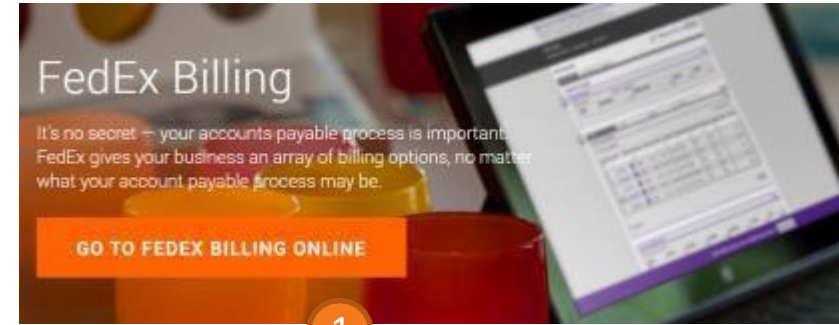 FedEx Billing
It's no secret — your accounts payable process is important.
FedEx gives your business an array of billing options, no matter
what your account payable process may be.
GO TO FEDEX BILLING ONLINE
1